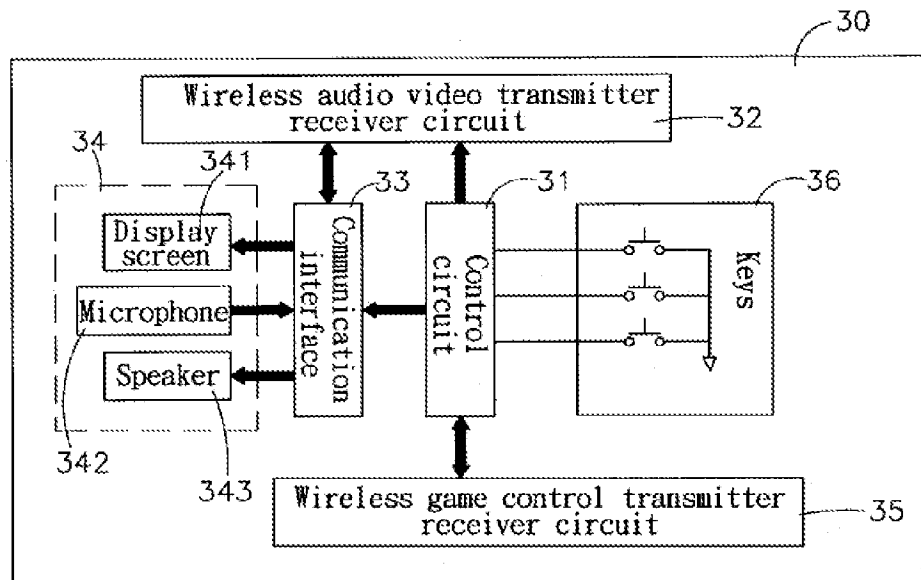 30
Wireless audio video transmitter
receiver circuit
32
34
341
33
31
36
Display
screen
Microphone
Speaker
Communication
interface
Control
circuit
Keys
342
343
Wireless game control transmitter
receiver circuit
35